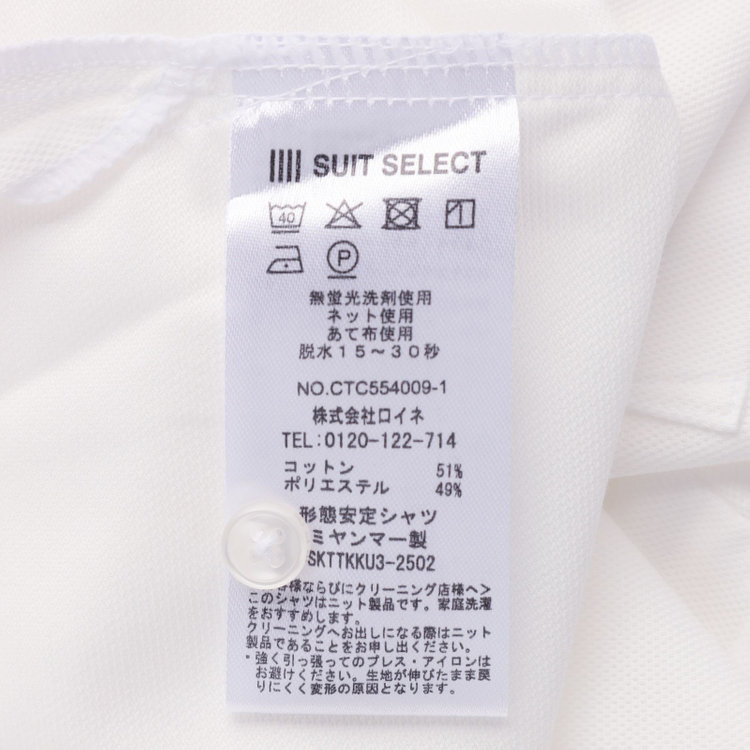 SUIT SELECT
40
P
無蛍光洗剤使用
ネット使用
あて布使用
脱水15～30秒
NO.CTC554009-1
株式会社ロイネ
TEL:0120-122-714
コットン 51%
ポリエステル 49%
形態安定シャツ
ミヤンマー製
SKTTKKU3-2502
客様ならびにクリーニング店様へ>
このシャツはニット製品です。家庭洗濯
をおすすめします。
クリーニングへお出しになる際はニット
製品であることをお申し出ください。
・強く引っ張ってのプレス・アイロンは
お避けください。生地が伸びたまま戻
りにくく変形の原因となります。